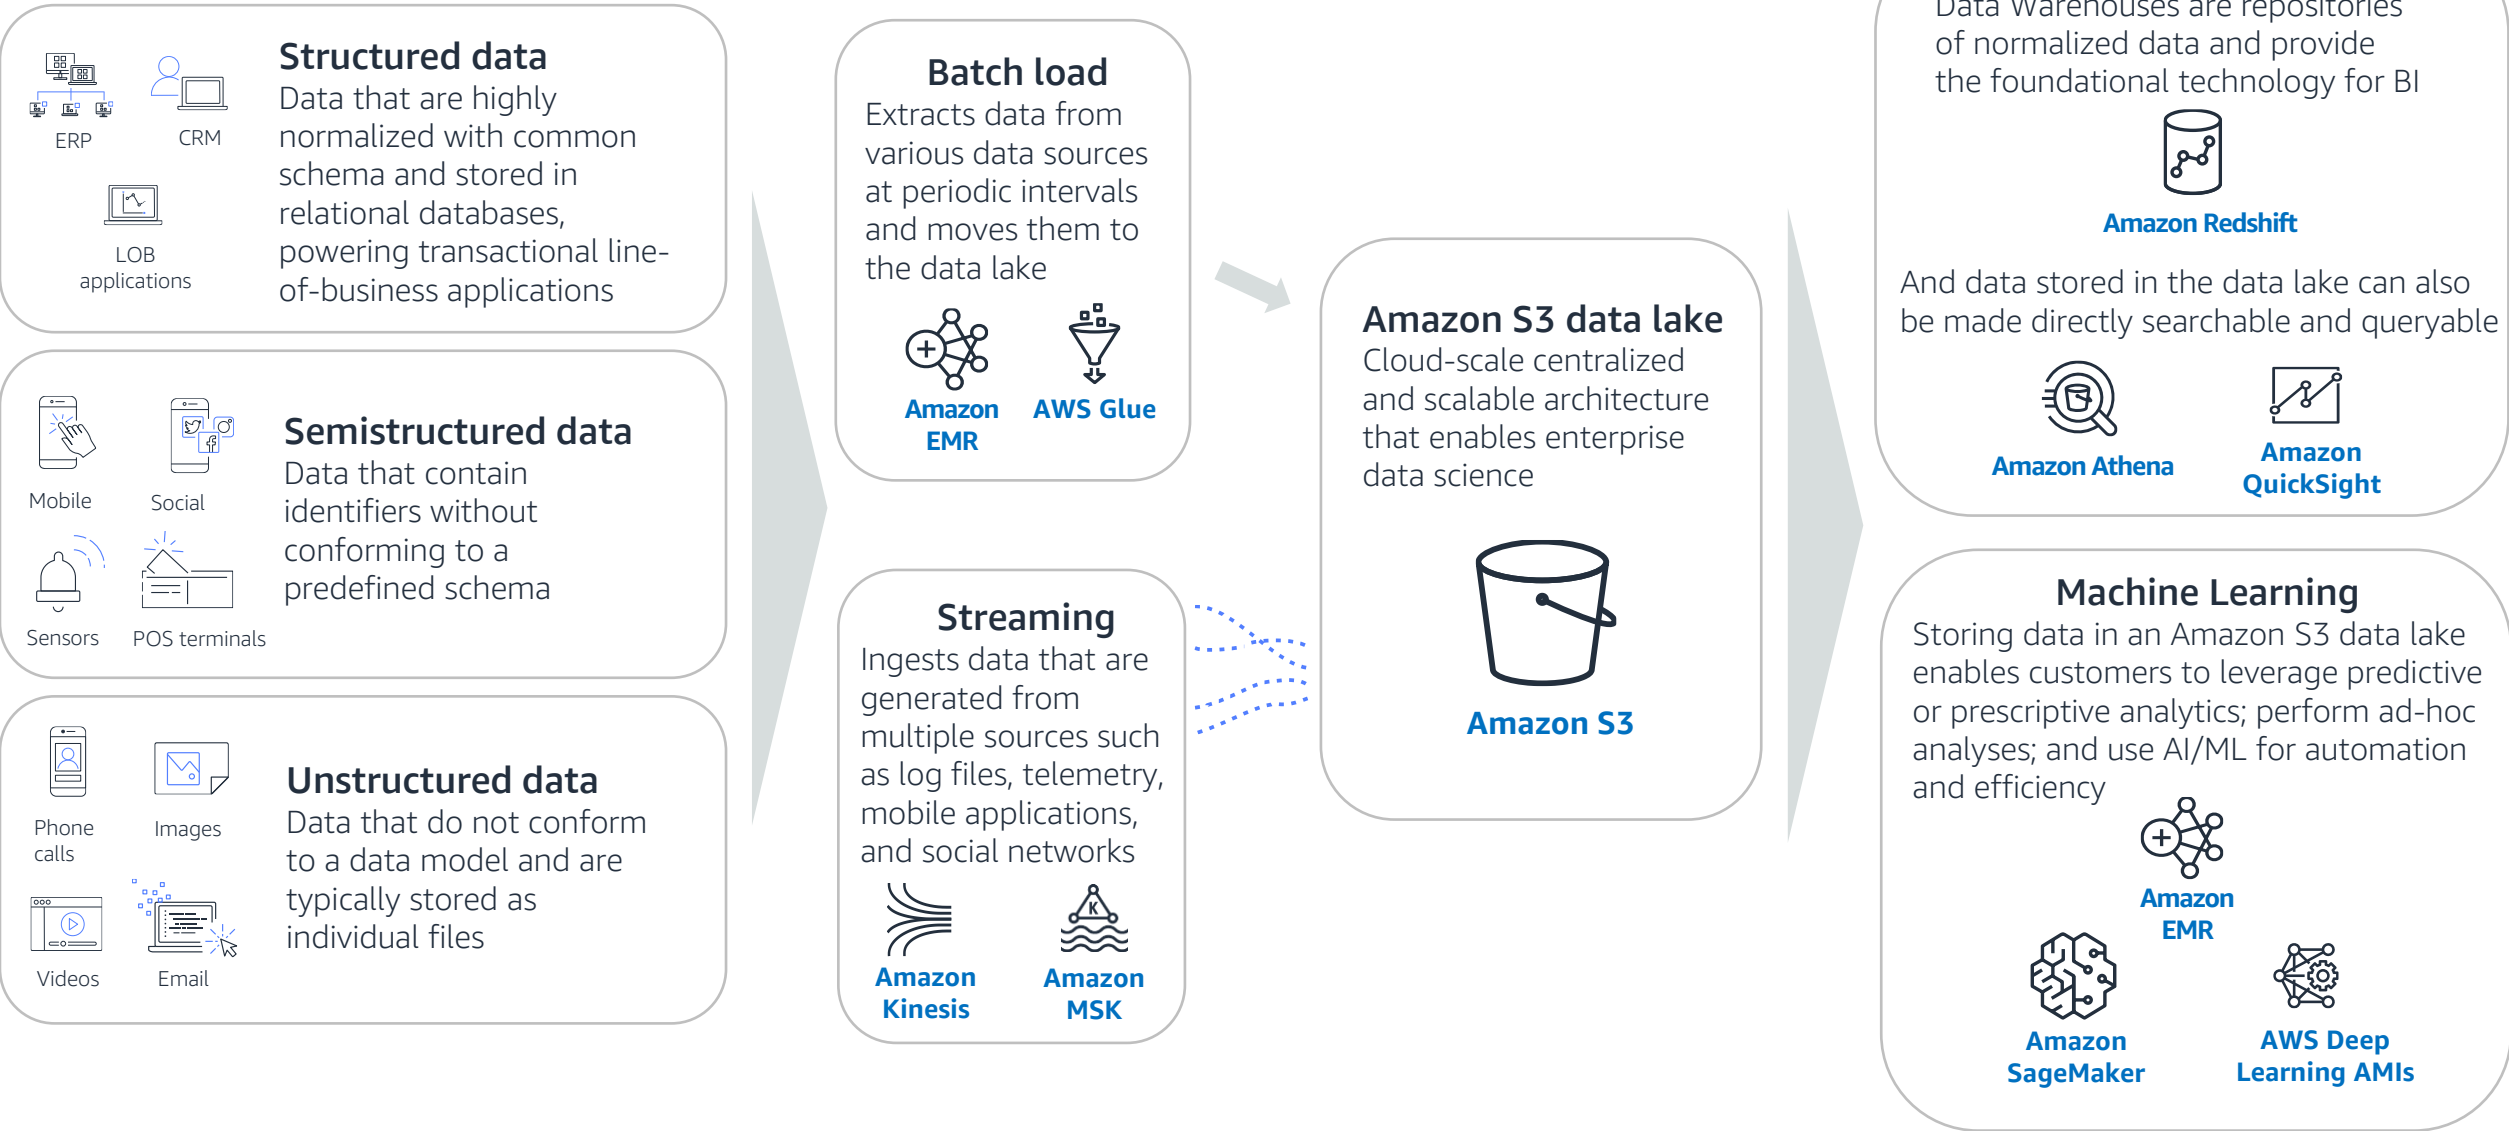 Structured data
Data that are highly
normalized with common
schema and stored in
relational databases,
powering transactional line-
of-business applications
ERP
CRM
LOB
applications
Semistructured data
Data that contain
identifiers without
conforming to a
predefined schema
Mobile
Social
Sensors
POS terminals
Unstructured data
Data that do not conform
to a data model and are
typically stored as
individual files
Phone
calls
Images
Videos
Email
Batch load
Extracts data from
various data sources
at periodic intervals
and moves them to
the data lake
Amazon
EMR
AWS Glue
Streaming
Ingests data that are
generated from
multiple sources such
as log files, telemetry,
mobile applications,
and social networks
K
Amazon
Kinesis
Amazon
MSK
Amazon S3 data lake
Cloud-scale centralized
and scalable architecture
that enables enterprise
data science
Amazon S3
Data Warehouses are repositories
of normalized data and provide
the foundational technology for BI
Amazon Redshift
And data stored in the data lake can also
be made directly searchable and queryable
Amazon Athena
Amazon
QuickSight
Machine Learning
Storing data in an Amazon S3 data lake
enables customers to leverage predictive
or prescriptive analytics; perform ad-hoc
analyses; and use AI/ML for automation
and efficiency
Amazon
EMR
Amazon
SageMaker
AWS Deep
Learning AMIs